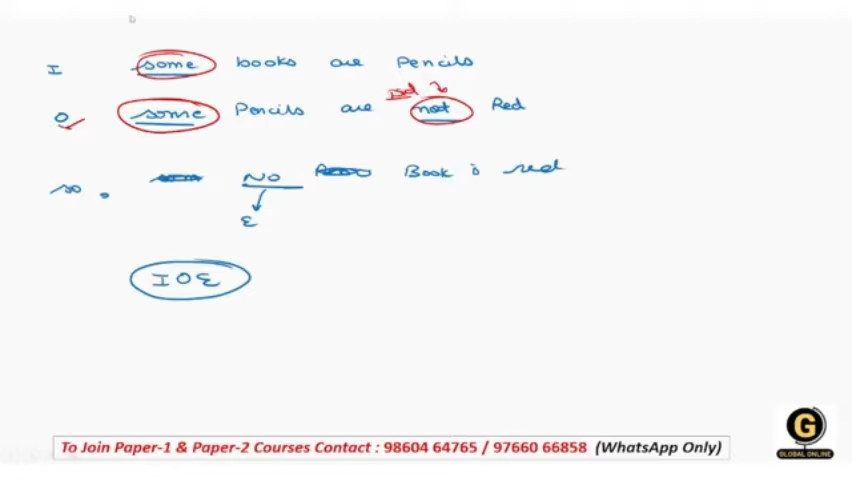 I some books are Pencils
O some Pencils are not Red
so, No Book is red
E
I O E
To Join Paper-1 & Paper-2 Courses Contact : 98604 64765 / 97660 66858 (WhatsApp Only)
G
GLOBAL ONLINE